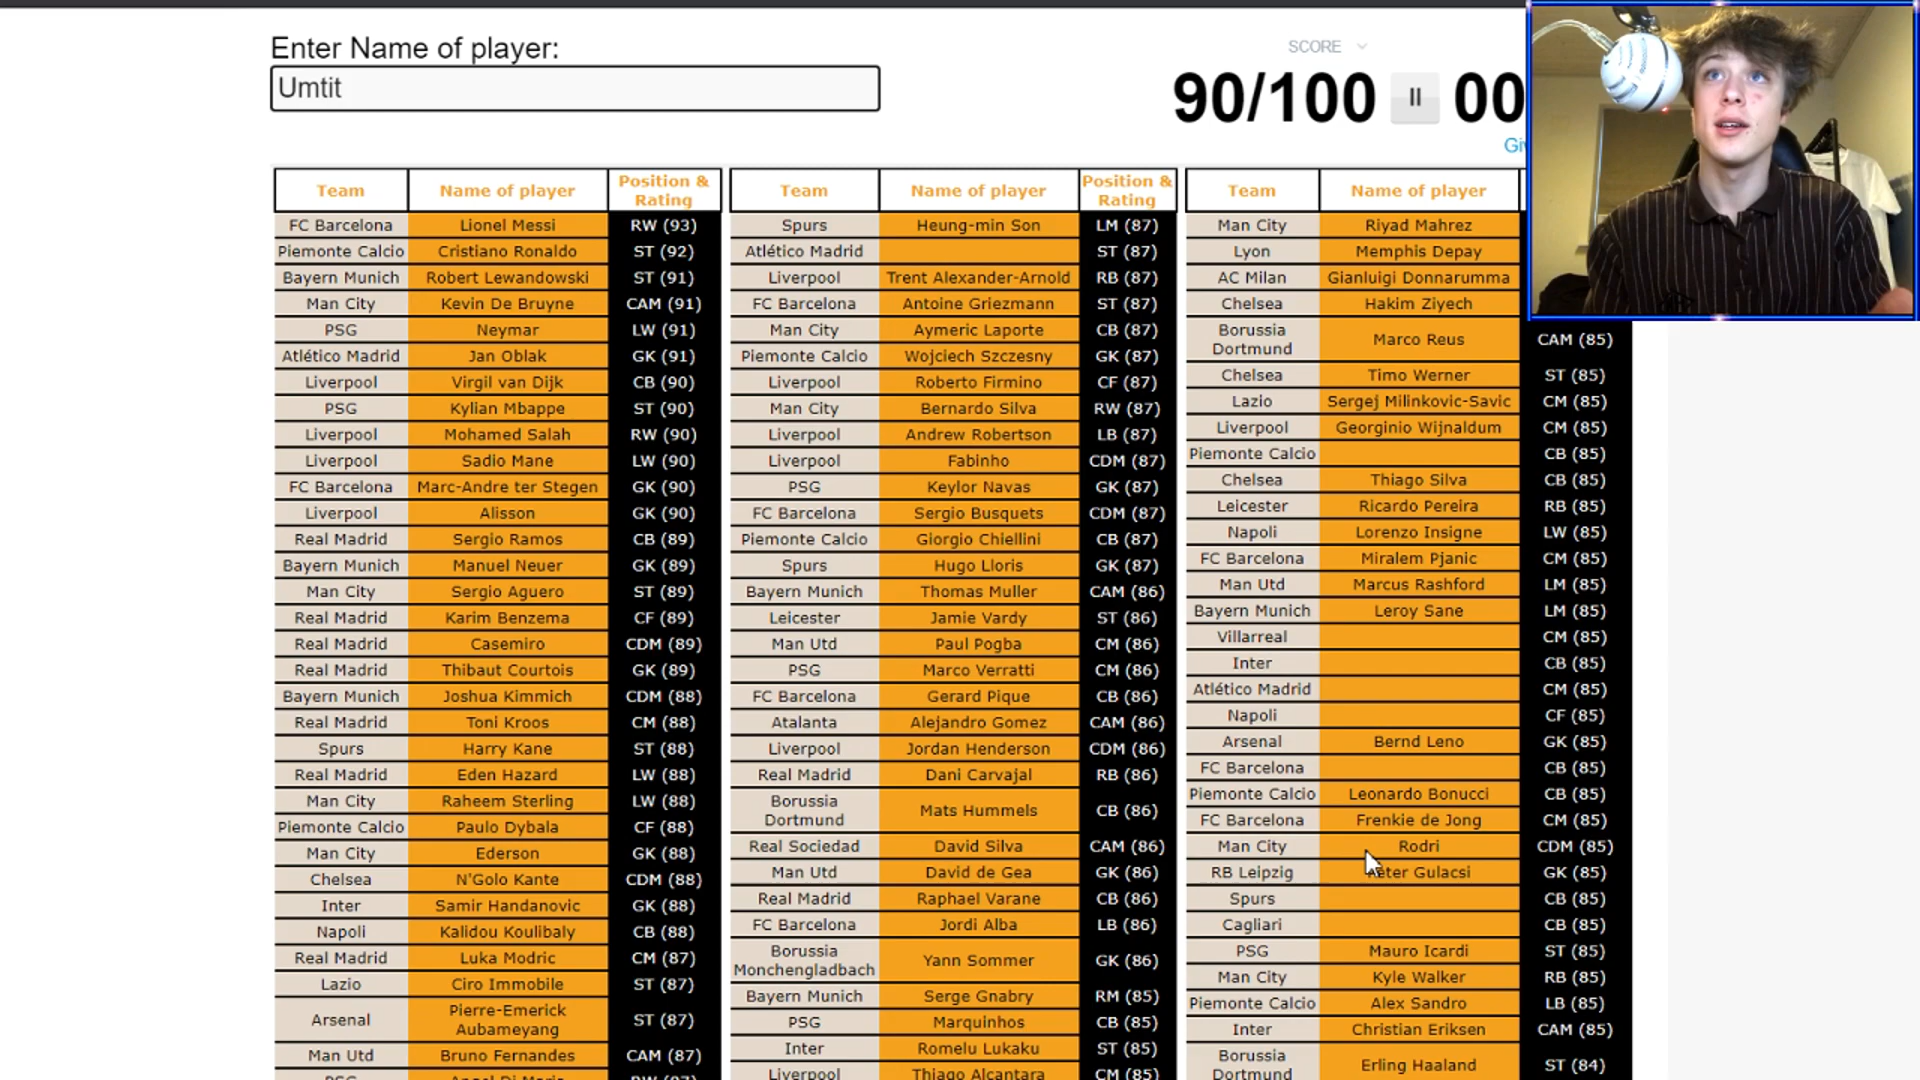 Enter Name of player:
Umtit
SCORE
90/100
00
Team Name of player Position & Rating
FC Barcelona Lionel Messi RW (93)
Piemonte Calcio Cristiano Ronaldo ST (92)
Bayern Munich Robert Lewandowski ST (91)
Man City Kevin De Bruyne CAM (91)
PSG Neymar LW (91)
Atlético Madrid Jan Oblak GK (91)
Liverpool Virgil van Dijk CB (90)
PSG Kylian Mbappe ST (90)
Liverpool Mohamed Salah RW (90)
Liverpool Sadio Mane LW (90)
FC Barcelona Marc-Andre ter Stegen GK (90)
Liverpool Alisson GK (90)
Real Madrid Sergio Ramos CB (89)
Bayern Munich Manuel Neuer GK (89)
Man City Sergio Aguero ST (89)
Real Madrid Karim Benzema CF (89)
Real Madrid Casemiro CDM (89)
Real Madrid Thibaut Courtois GK (89)
Bayern Munich Joshua Kimmich CDM (88)
Real Madrid Toni Kroos CM (88)
Spurs Harry Kane ST (88)
Real Madrid Eden Hazard LW (88)
Man City Raheem Sterling LW (88)
Piemonte Calcio Paulo Dybala CF (88)
Man City Ederson GK (88)
Chelsea N'Golo Kante CDM (88)
Inter Samir Handanovic GK (88)
Napoli Kalidou Koulibaly CB (88)
Real Madrid Luka Modric CM (87)
Lazio Ciro Immobile ST (87)
Arsenal Pierre-Emerick Aubameyang ST (87)
Man Utd Bruno Fernandes CAM (87)
Team Name of player Position & Rating
Spurs Heung-min Son LM (87)
Atlético Madrid ST (87)
Liverpool Trent Alexander-Arnold RB (87)
FC Barcelona Antoine Griezmann ST (87)
Man City Aymeric Laporte CB (87)
Piemonte Calcio Wojciech Szczesny GK (87)
Liverpool Roberto Firmino CF (87)
Man City Bernardo Silva RW (87)
Liverpool Andrew Robertson LB (87)
Liverpool Fabinho CDM (87)
PSG Keylor Navas GK (87)
FC Barcelona Sergio Busquets CDM (87)
Piemonte Calcio Giorgio Chiellini CB (87)
Spurs Hugo Lloris GK (87)
Bayern Munich Thomas Muller CAM (86)
Leicester Jamie Vardy ST (86)
Man Utd Paul Pogba CM (86)
PSG Marco Verratti CM (86)
FC Barcelona Gerard Pique CB (86)
Atalanta Alejandro Gomez CAM (86)
Liverpool Jordan Henderson CDM (86)
Real Madrid Dani Carvajal RB (86)
Borussia Dortmund Mats Hummels CB (86)
Real Sociedad David Silva CAM (86)
Man Utd David de Gea GK (86)
Real Madrid Raphael Varane CB (86)
FC Barcelona Jordi Alba LB (86)
Borussia Monchengladbach Yann Sommer GK (86)
Bayern Munich Serge Gnabry RM (85)
PSG Marquinhos CB (85)
Inter Romelu Lukaku ST (85)
Liverpool Thiago Alcantara CM (85)
Team Name of player
Man City Riyad Mahrez
Lyon Memphis Depay
AC Milan Gianluigi Donnarumma
Chelsea Hakim Ziyech
Borussia Dortmund Marco Reus CAM (85)
Chelsea Timo Werner ST (85)
Lazio Sergej Milinkovic-Savic CM (85)
Liverpool Georginio Wijnaldum CM (85)
Piemonte Calcio CB (85)
Chelsea Thiago Silva CB (85)
Leicester Ricardo Pereira RB (85)
Napoli Lorenzo Insigne LW (85)
FC Barcelona Miralem Pjanic CM (85)
Man Utd Marcus Rashford LM (85)
Bayern Munich Leroy Sane LM (85)
Villarreal CM (85)
Inter CB (85)
Atlético Madrid CM (85)
Napoli CF (85)
Arsenal Bernd Leno GK (85)
FC Barcelona CB (85)
Piemonte Calcio Leonardo Bonucci CB (85)
FC Barcelona Frenkie de Jong CM (85)
Man City Rodri CDM (85)
RB Leipzig Gulacsi GK (85)
Spurs CB (85)
Cagliari CB (85)
PSG Mauro Icardi ST (85)
Man City Kyle Walker RB (85)
Piemonte Calcio Alex Sandro LB (85)
Inter Christian Eriksen CAM (85)
Borussia Dortmund Erling Haaland ST (84)